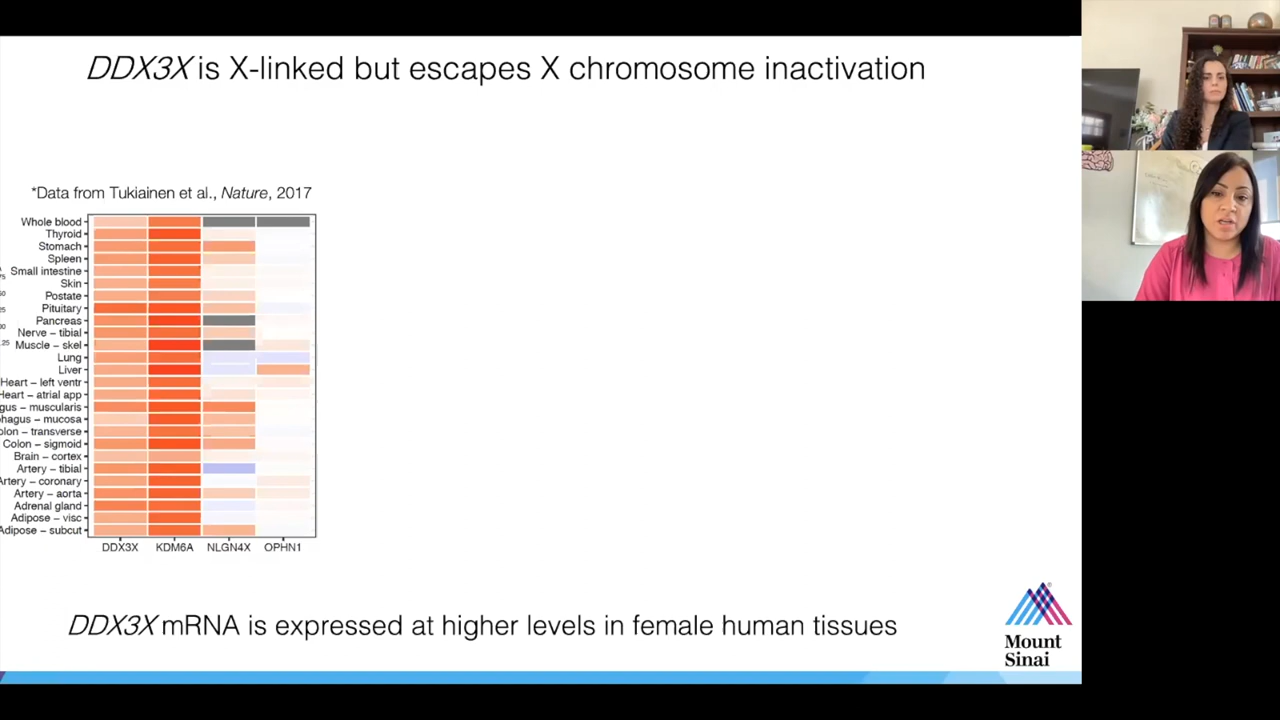 DDX3X is X-linked but escapes X chromosome inactivation
*Data from Tukiainen et al., Nature, 2017
Whole blood
Thyroid
Stomach
Spleen
Small intestine
Skin
Postate
Pituitary
Pancreas
Nerve – tibial
Muscle – skel
Lung
Liver
Heart – left ventr
Heart – atrial app
gus – muscularis
phagus – mucosa
olon – transverse
Colon – sigmoid
Brain – cortex
Artery – tibial
Artery – coronary
Artery – aorta
Adrenal gland
Adipose – visc
Adipose – subcut
DDX3X KDM6A NLGN4X OPHN1
DDX3X mRNA is expressed at higher levels in female human tissues
Mount
Sinai